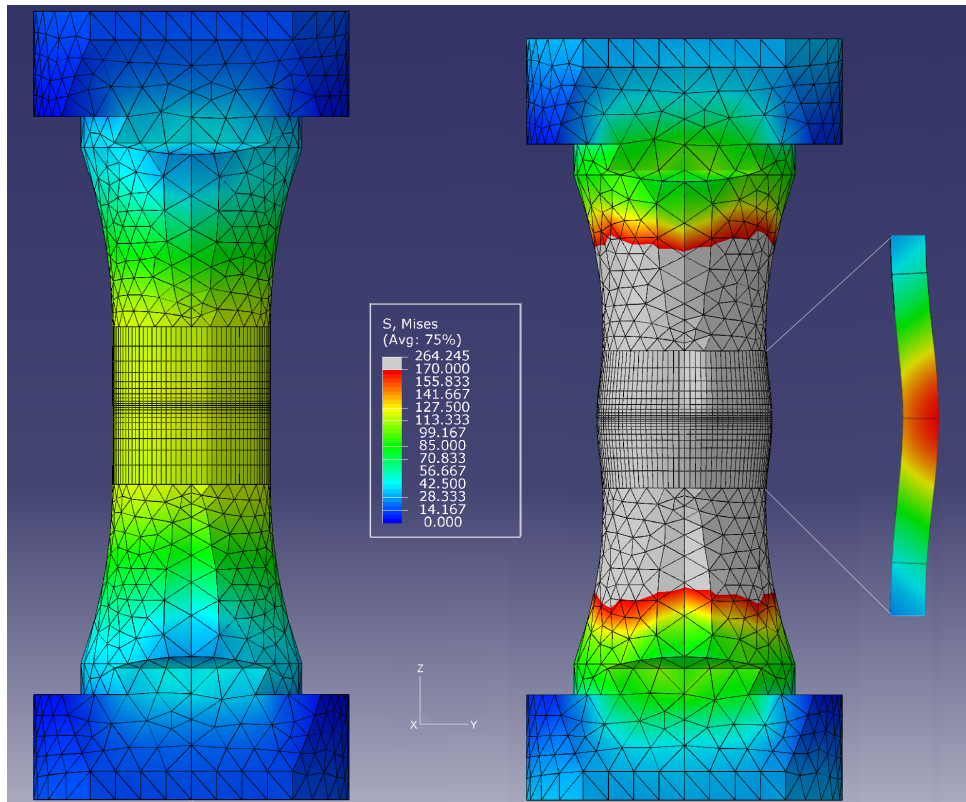 S, Mises
(Avg: 75%)
264.245
170.000
155.833
141.667
127.500
113.333
99.167
85.000
70.833
56.667
42.500
28.333
14.167
0.000
Z
X
Y